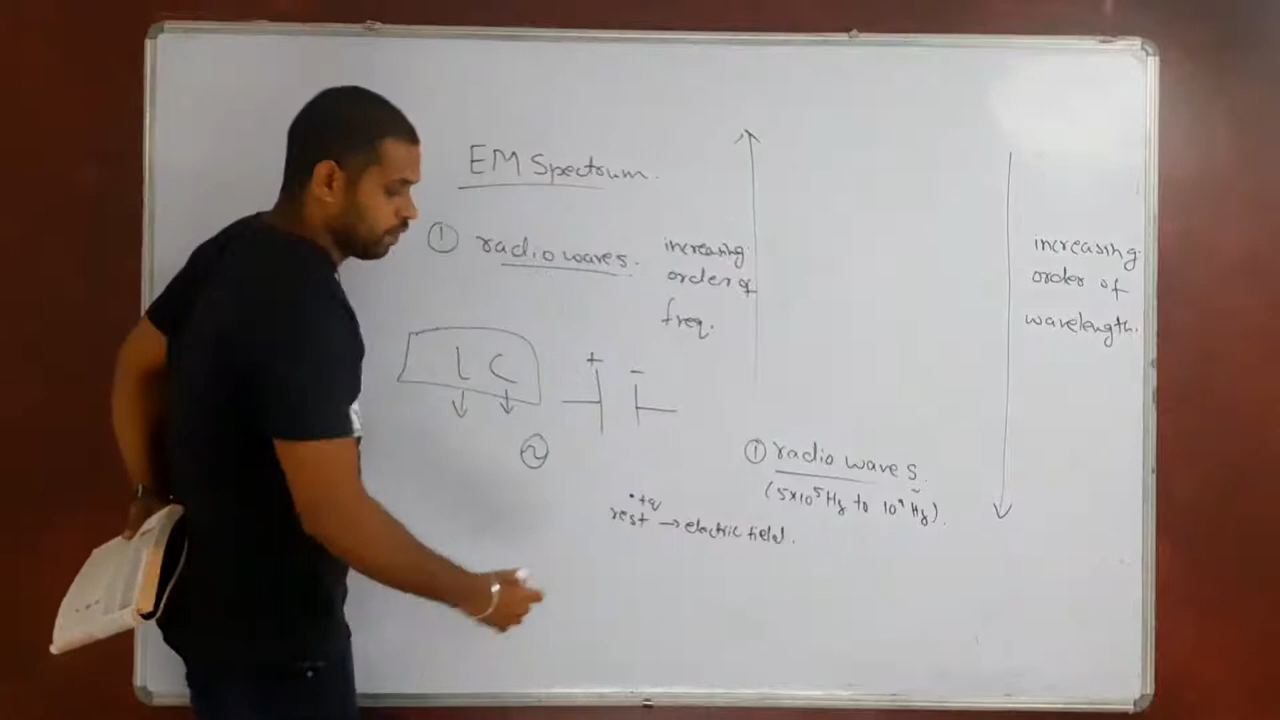 EM Spectrum.
① radio waves.
increasing
order of
freq.
increasing
order of
wavelength.
L C
+ -
① radio waves.
(5×10⁵ Hz to 10⁹ Hz).
•+q
rest → electric field.